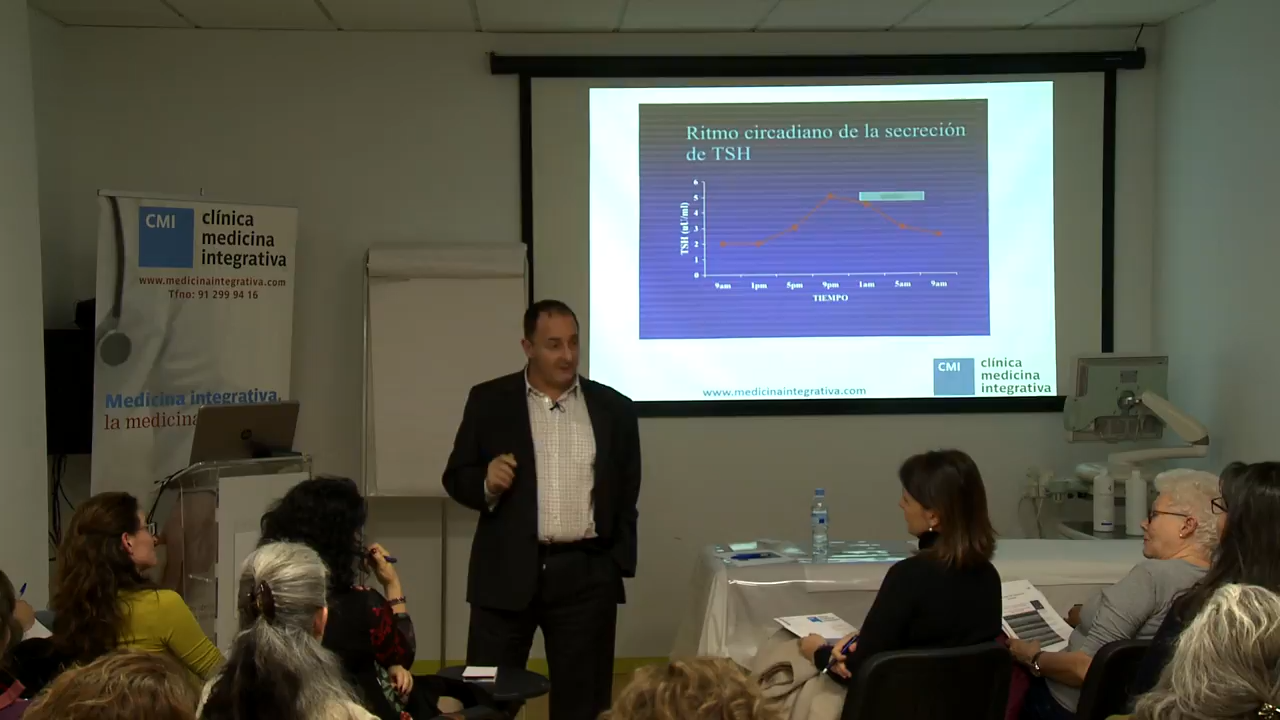 CMI
clínica
medicina
integrativa
www.medicinaintegrativa.com
Tfno: 91 299 94 16
Medicina integrativa,
la medicina
Ritmo circadiano de la secreción
de TSH
TSH (uU/ml)
6
5
4
3
2
1
0
9am 1pm 5pm 9pm 1am 5am 9am
TIEMPO
www.medicinaintegrativa.com
CMI
clínica
medicina
integrativa